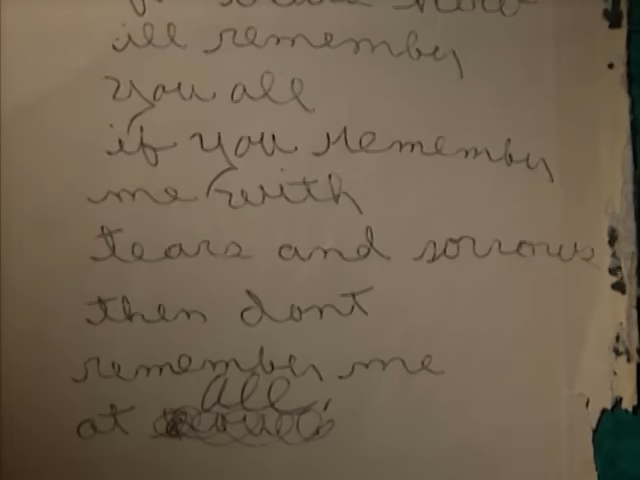 ill remember
you all
if you remember
me with
tears and sorrows
then dont
remember me
all
at